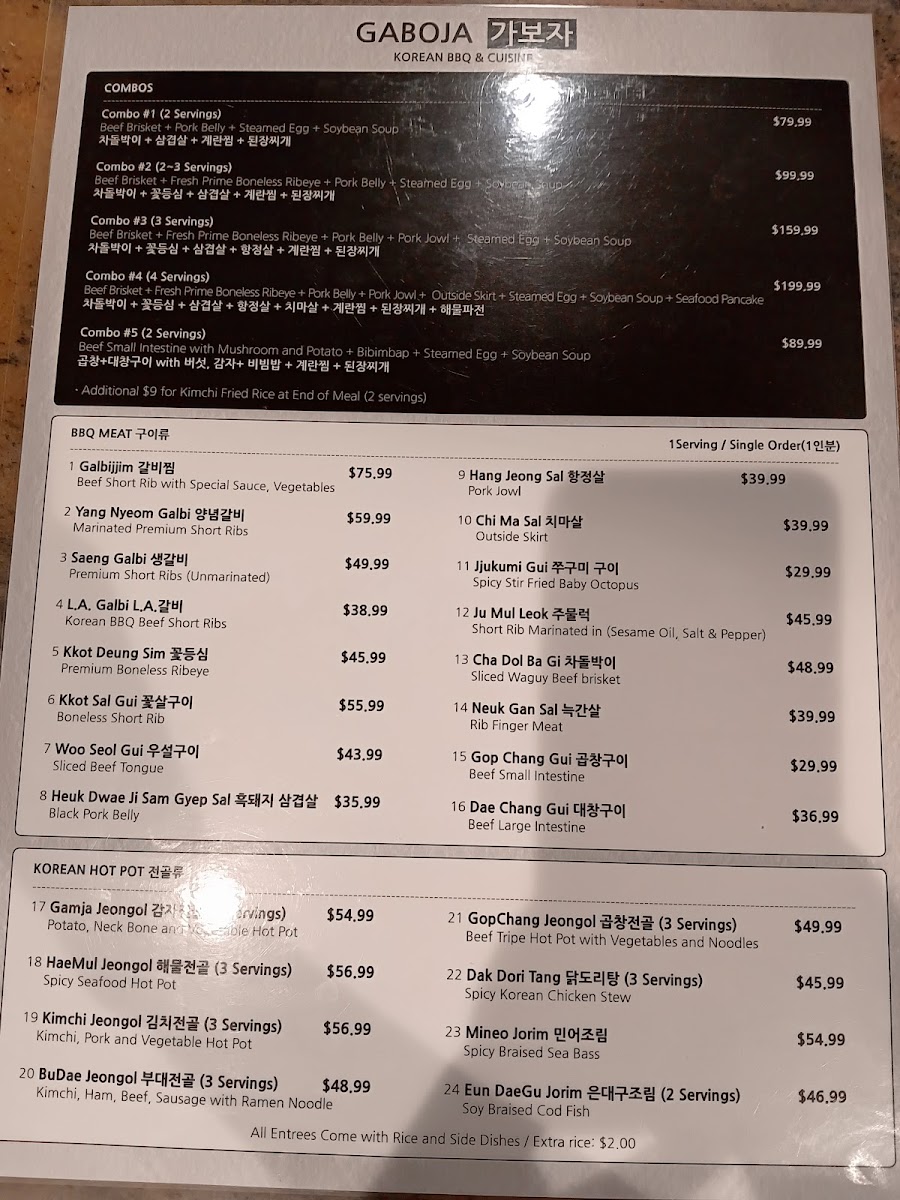 GABOJA 가보자
KOREAN BBQ & CUISINE
COMBOS
Combo #1 (2 Servings) $79.99
Beef Brisket + Pork Belly + Steamed Egg + Soybean Soup
차돌박이 + 삼겹살 + 계란찜 + 된장찌개
Combo #2 (2~3 Servings) $99.99
Beef Brisket + Fresh Prime Boneless Ribeye + Pork Belly + Steamed Egg + Soybean Soup
차돌박이 + 꽃등심 + 삼겹살 + 계란찜 + 된장찌개
Combo #3 (3 Servings) $159.99
Beef Brisket + Fresh Prime Boneless Ribeye + Pork Belly + Pork Jowl + Steamed Egg + Soybean Soup
차돌박이 + 꽃등심 + 삼겹살 + 항정살 + 계란찜 + 된장찌개
Combo #4 (4 Servings) $199.99
Beef Brisket + Fresh Prime Boneless Ribeye + Pork Belly + Pork Jowl + Outside Skirt + Steamed Egg + Soybean Soup + Seafood Pancake
차돌박이 + 꽃등심 + 삼겹살 + 항정살 + 치마살 + 계란찜 + 된장찌개 + 해물파전
Combo #5 (2 Servings) $89.99
Beef Small Intestine with Mushroom and Potato + Bibimbap + Steamed Egg + Soybean Soup
곱창+대창구이 with 버섯, 감자+ 비빔밥 + 계란찜 + 된장찌개
· Additional $9 for Kimchi Fried Rice at End of Meal (2 servings)
BBQ MEAT 구이류
1Serving / Single Order(1인분)
1 Galbijjim 갈비찜 $75.99
Beef Short Rib with Special Sauce, Vegetables
2 Yang Nyeom Galbi 양념갈비 $59.99
Marinated Premium Short Ribs
3 Saeng Galbi 생갈비 $49.99
Premium Short Ribs (Unmarinated)
4 L.A. Galbi L.A.갈비 $38.99
Korean BBQ Beef Short Ribs
5 Kkot Deung Sim 꽃등심 $45.99
Premium Boneless Ribeye
6 Kkot Sal Gui 꽃살구이 $55.99
Boneless Short Rib
7 Woo Seol Gui 우설구이 $43.99
Sliced Beef Tongue
8 Heuk Dwae Ji Sam Gyep Sal 흑돼지 삼겹살 $35.99
Black Pork Belly
9 Hang Jeong Sal 항정살 $39.99
Pork Jowl
10 Chi Ma Sal 치마살 $39.99
Outside Skirt
11 Jjukumi Gui 쭈구미 구이 $29.99
Spicy Stir Fried Baby Octopus
12 Ju Mul Leok 주물럭 $45.99
Short Rib Marinated in (Sesame Oil, Salt & Pepper)
13 Cha Dol Ba Gi 차돌박이 $48.99
Sliced Waguy Beef brisket
14 Neuk Gan Sal 늑간살 $39.99
Rib Finger Meat
15 Gop Chang Gui 곱창구이 $29.99
Beef Small Intestine
16 Dae Chang Gui 대창구이 $36.99
Beef Large Intestine
KOREAN HOT POT 전골류
17 Gamja Jeongol Servings) $54.99
Potato, Neck Bone and Vegetable Hot Pot
18 HaeMul Jeongol 해물전골 (3 Servings) $56.99
Spicy Seafood Hot Pot
19 Kimchi Jeongol 김치전골 (3 Servings) $56.99
Kimchi, Pork and Vegetable Hot Pot
20 BuDae Jeongol 부대전골 (3 Servings) $48.99
Kimchi, Ham, Beef, Sausage with Ramen Noodle
21 GopChang Jeongol 곱창전골 (3 Servings) $49.99
Beef Tripe Hot Pot with Vegetables and Noodles
22 Dak Dori Tang 닭도리탕 (3 Servings) $45.99
Spicy Korean Chicken Stew
23 Mineo Jorim 민어조림 $54.99
Spicy Braised Sea Bass
24 Eun DaeGu Jorim 은대구조림 (2 Servings) $46.99
Soy Braised Cod Fish
All Entrees Come with Rice and Side Dishes / Extra rice: $2.00